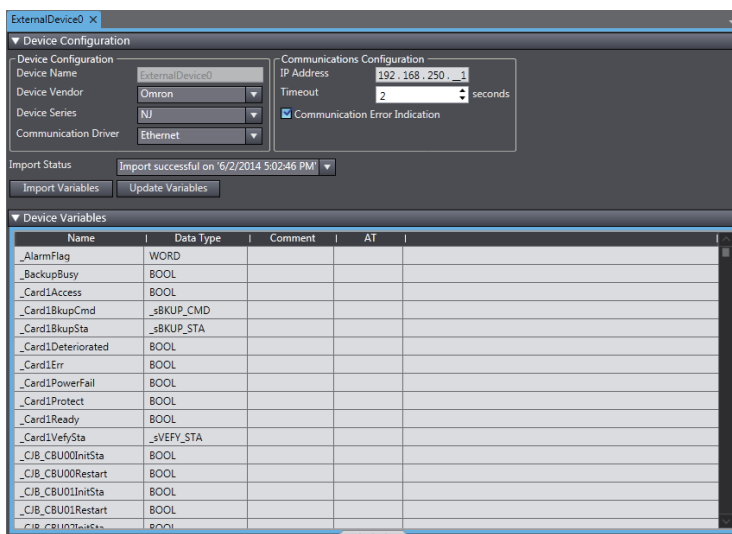 ExternalDevice0 ×
Device Configuration
Device Configuration
Device Name ExternalDevice0
Device Vendor Omron
Device Series NJ
Communication Driver Ethernet
Communications Configuration
IP Address 192 . 168 . 250 . __1
Timeout 2 seconds
Communication Error Indication
Import Status Import successful on '6/2/2014 5:02:46 PM'
Import Variables Update Variables
Device Variables
Name Data Type Comment AT
_AlarmFlag WORD
_BackupBusy BOOL
_Card1Access BOOL
_Card1BkupCmd _sBKUP_CMD
_Card1BkupSta _sBKUP_STA
_Card1Deteriorated BOOL
_Card1Err BOOL
_Card1PowerFail BOOL
_Card1Protect BOOL
_Card1Ready BOOL
_Card1VefySta _sVEFY_STA
_CJB_CBU00InitSta BOOL
_CJB_CBU00Restart BOOL
_CJB_CBU01InitSta BOOL
_CJB_CBU01Restart BOOL
_CJB_CBU02InitSta BOOL